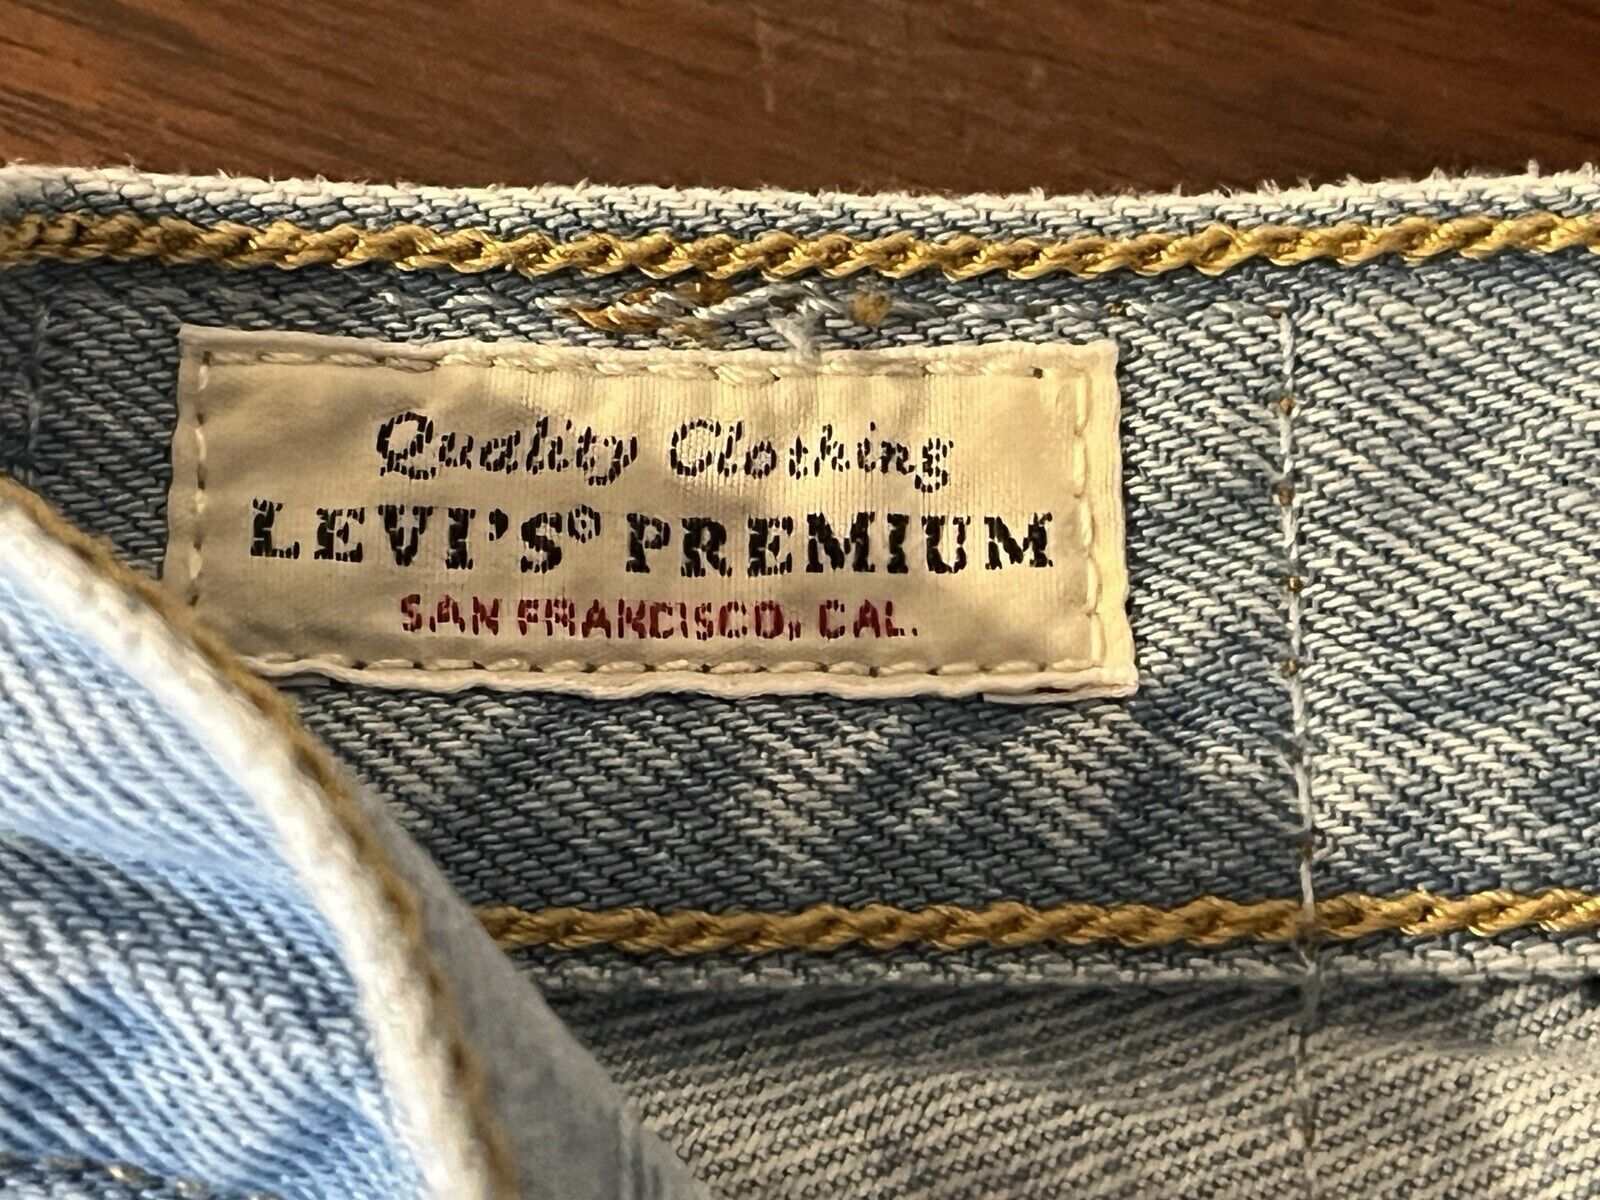 Quality Clothing
LEVI'S® PREMIUM
SAN FRANCISCO, CAL.